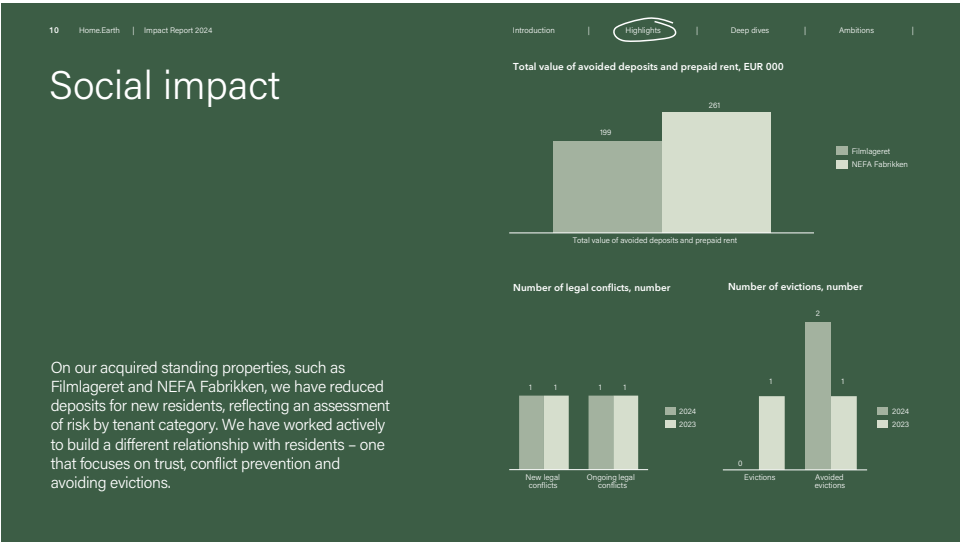 10 Home.Earth | Impact Report 2024
Introduction | Highlights | Deep dives | Ambitions |
Social impact
On our acquired standing properties, such as
Filmlageret and NEFA Fabrikken, we have reduced
deposits for new residents, reflecting an assessment
of risk by tenant category. We have worked actively
to build a different relationship with residents – one
that focuses on trust, conflict prevention and
avoiding evictions.
Total value of avoided deposits and prepaid rent, EUR 000
199
261
Filmlageret
NEFA Fabrikken
Total value of avoided deposits and prepaid rent
Number of legal conflicts, number
1 1 1 1
2024
2023
New legal
conflicts
Ongoing legal
conflicts
Number of evictions, number
0
1
2
1
2024
2023
Evictions
Avoided
evictions